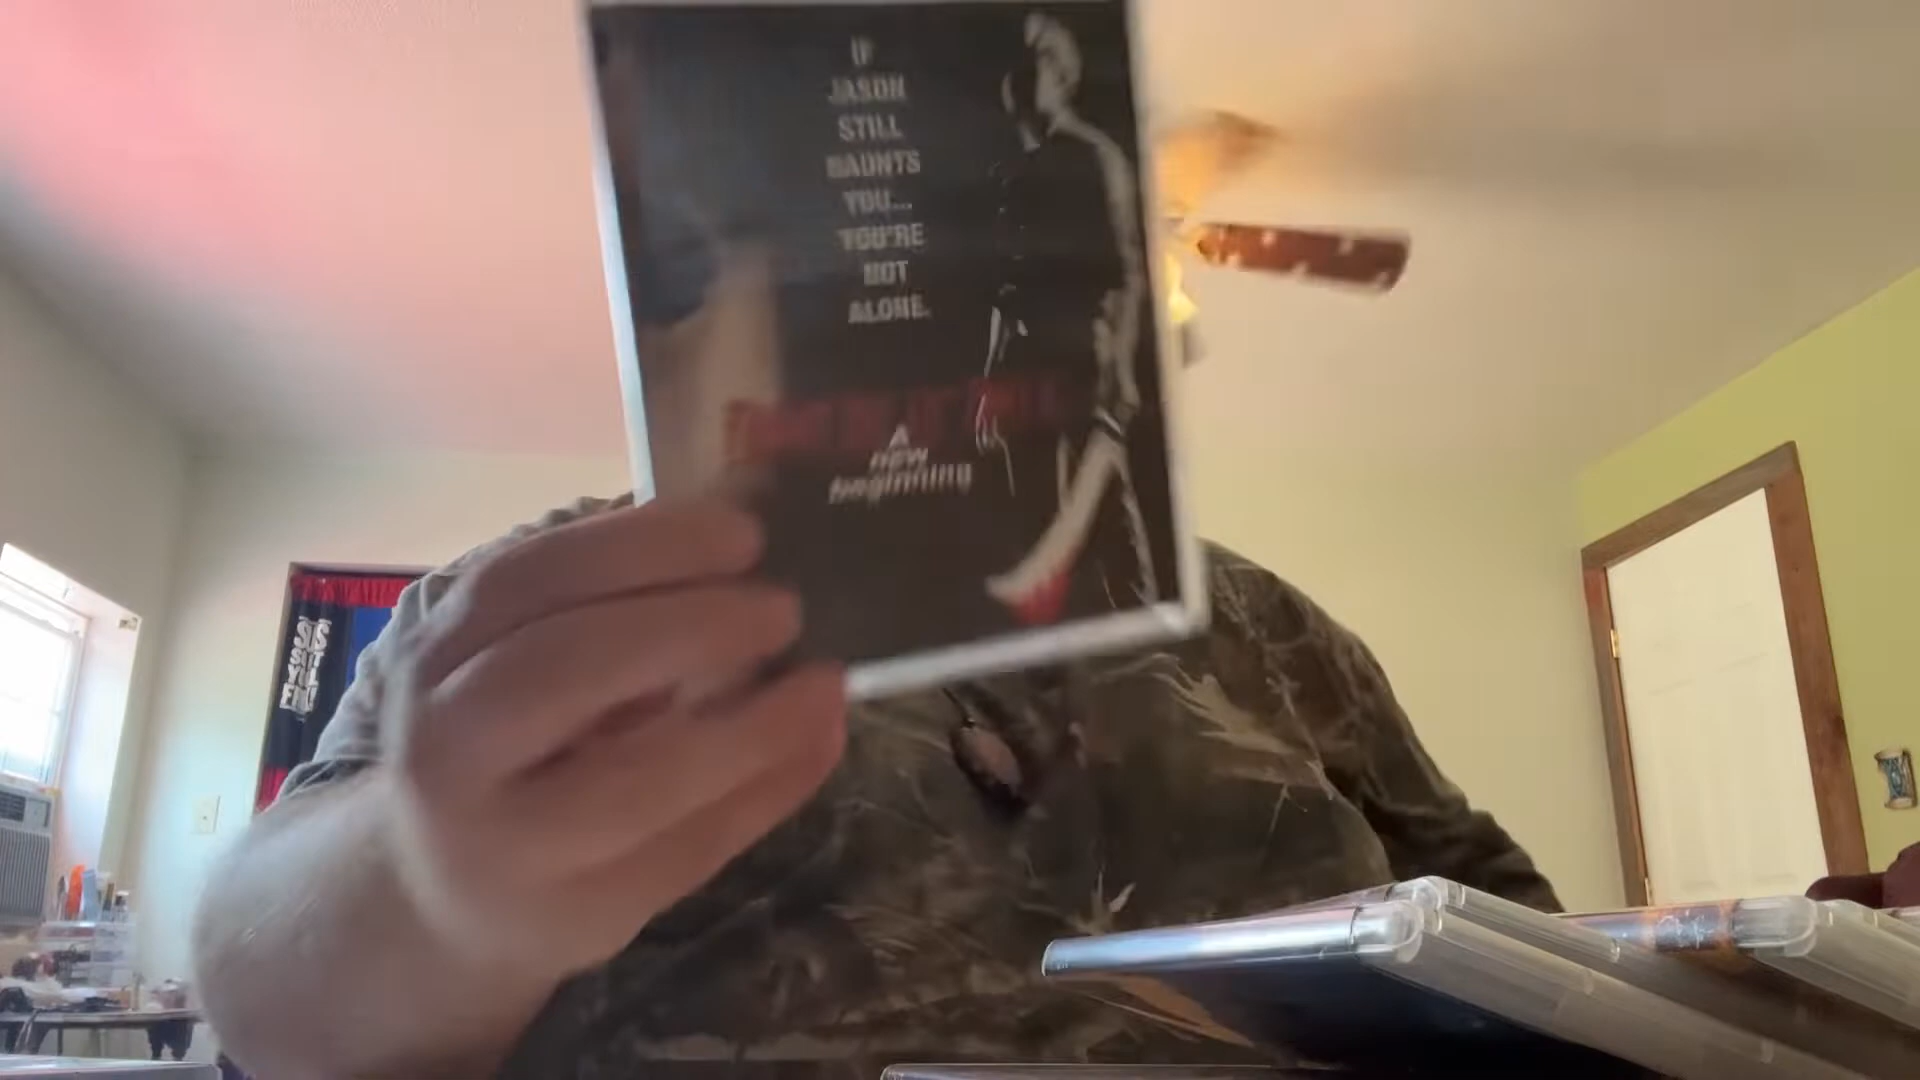 IF
JASON
STILL
HAUNTS
YOU...
YOU'RE
NOT
ALONE.
A
new
beginning